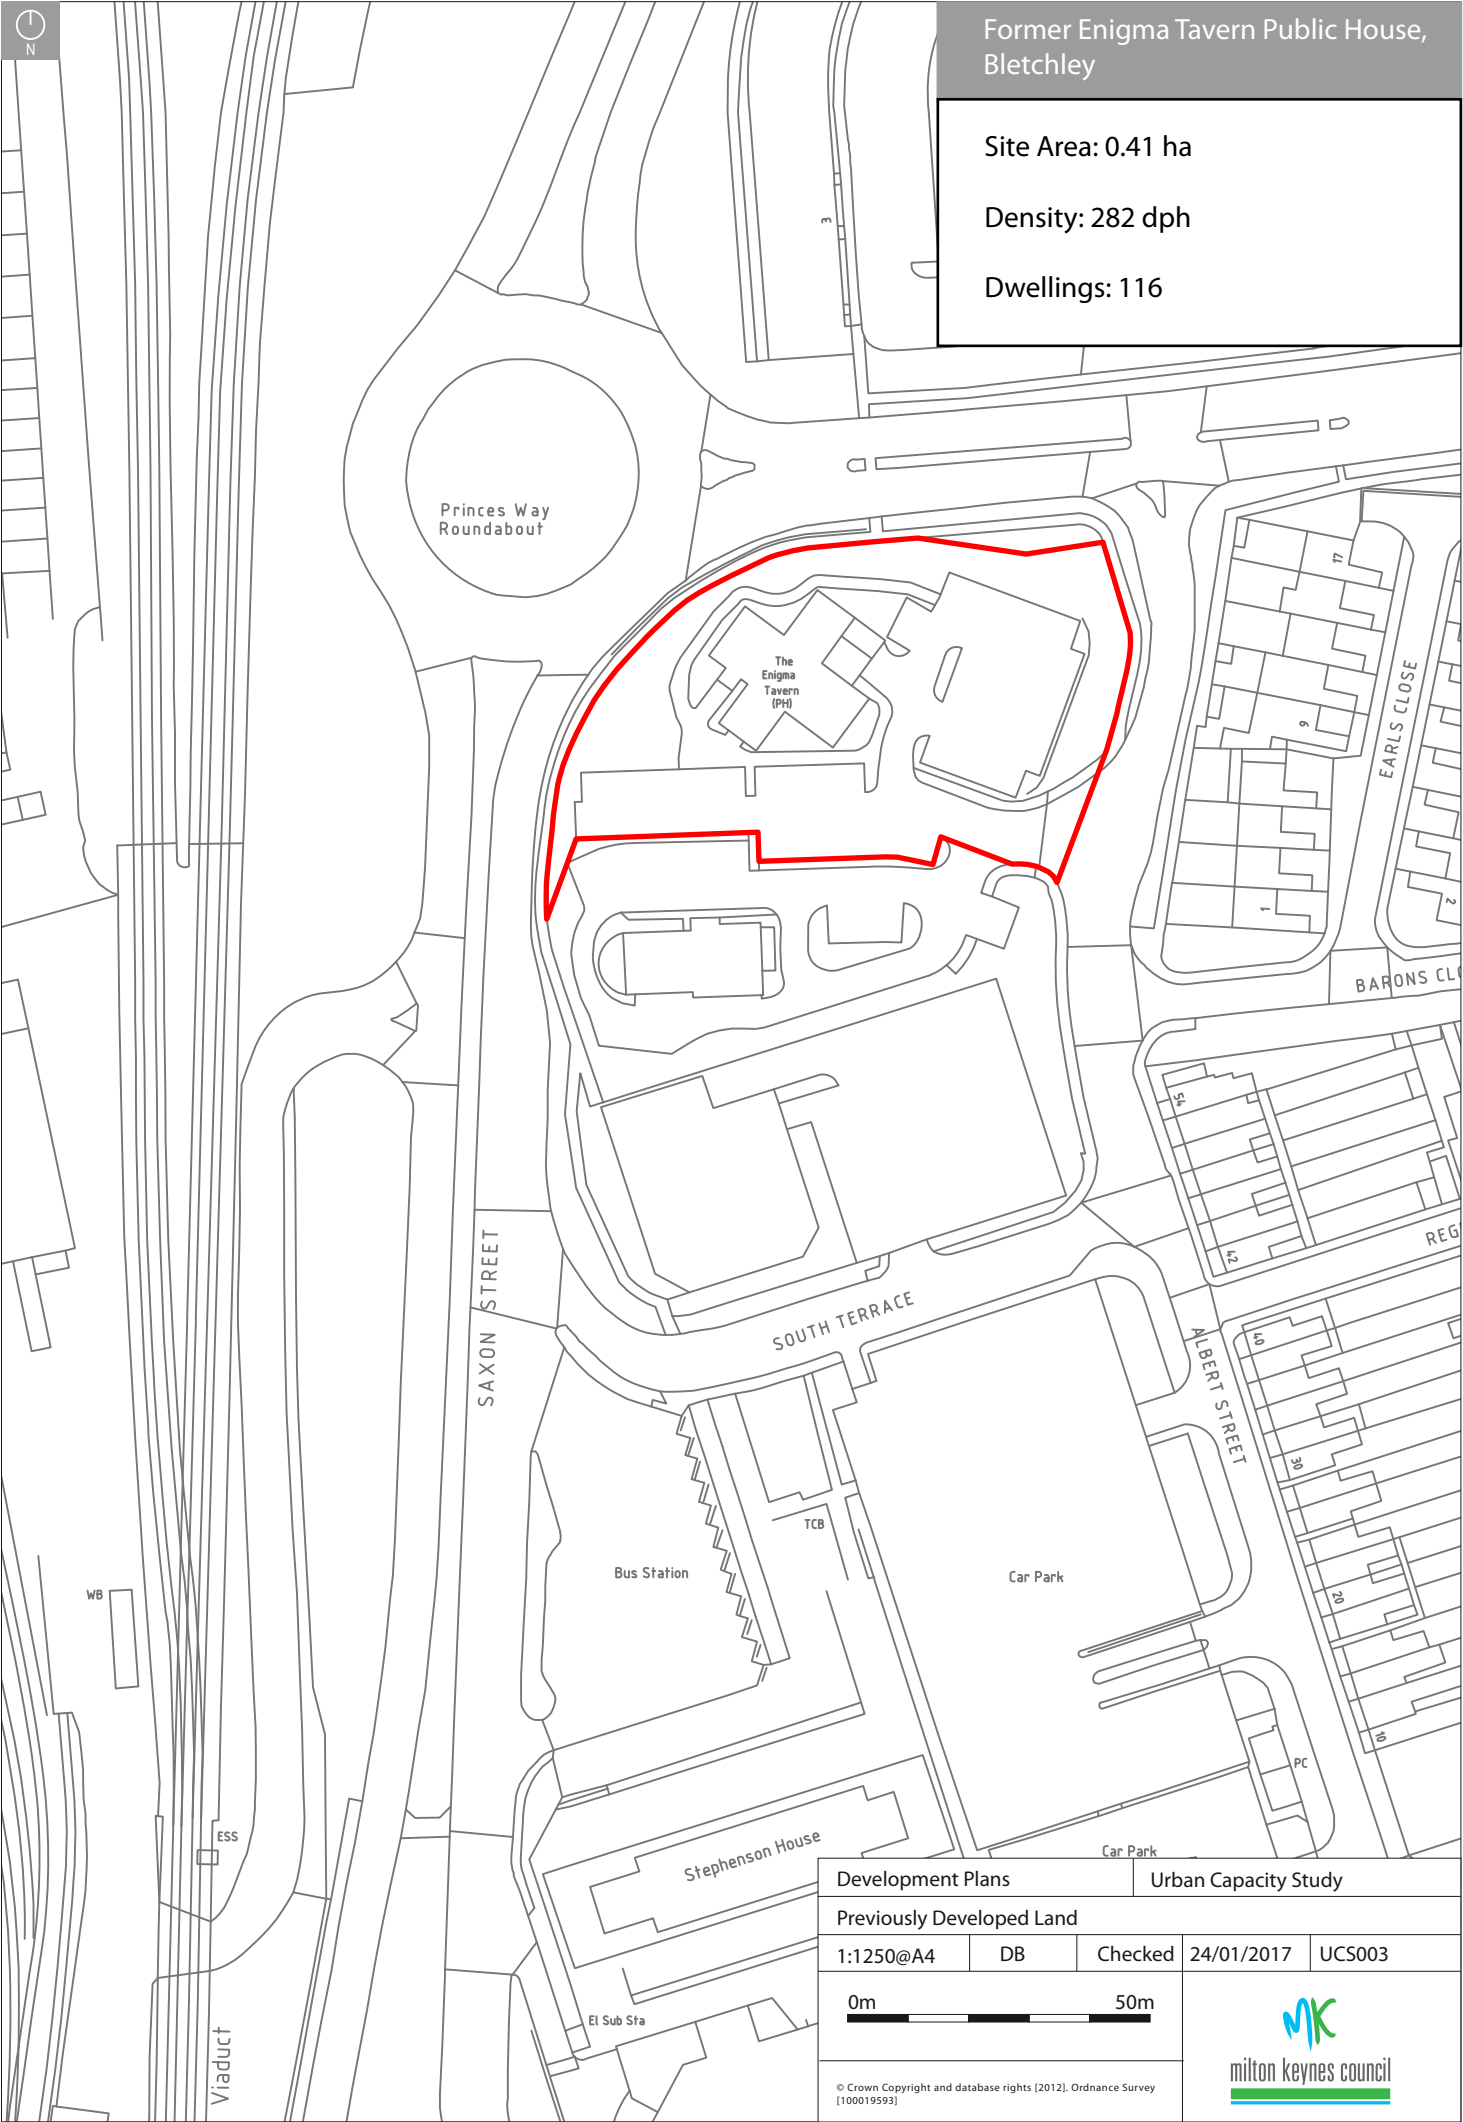 N
Former Enigma Tavern Public House,
Bletchley
Site Area: 0.41 ha
Density: 282 dph
Dwellings: 116
3
Princes Way
Roundabout
The
Enigma
Tavern
(PH)
17
9
EARLS CLOSE
1
2
BARONS CL
54
42
REG
SAXON STREET
SOUTH TERRACE
ALBERT STREET
40
30
20
10
TCB
Bus Station
Car Park
WB
PC
ESS
Stephenson House
Car Park
El Sub Sta
Viaduct
Development Plans
Urban Capacity Study
Previously Developed Land
1:1250@A4
DB
Checked
24/01/2017
UCS003
0m
50m
© Crown Copyright and database rights [2012]. Ordnance Survey
[100019593]
MK
milton keynes council